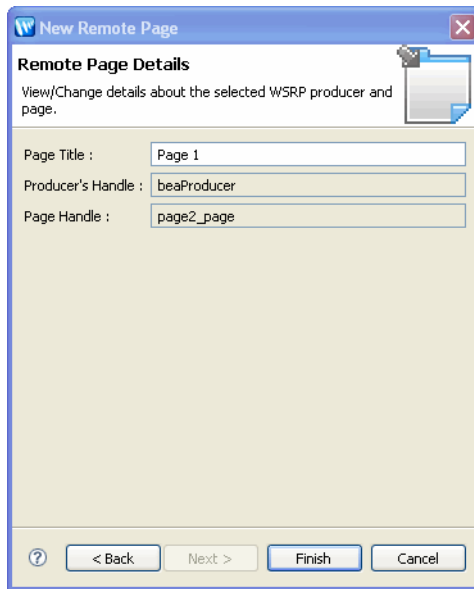 New Remote Page
Remote Page Details
View/Change details about the selected WSRP producer and
page.
Page Title : Page 1
Producer's Handle : beaProducer
Page Handle : page2_page
? < Back Next > Finish Cancel